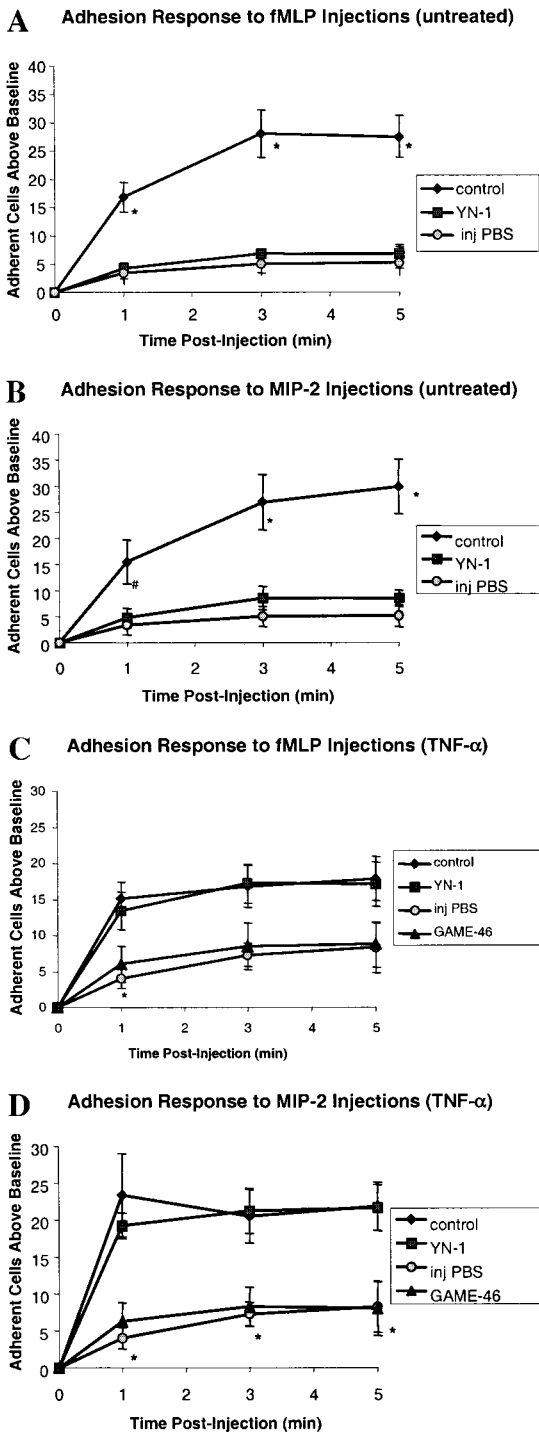 A Adhesion Response to fMLP Injections (untreated)
Adherent Cells Above Baseline
40
35
30
25
20
15
10
5
0
*
*
*
control
YN-1
inj PBS
0 1 2 3 4 5
Time Post-Injection (min)
B Adhesion Response to MIP-2 Injections (untreated)
Adherent Cells Above Baseline
40
35
30
25
20
15
10
5
0
#
*
*
control
YN-1
inj PBS
0 1 2 3 4 5
Time Post-Injection (min)
C Adhesion Response to fMLP Injections (TNF-α)
Adherent Cells Above Baseline
30
25
20
15
10
5
0
*
control
YN-1
inj PBS
GAME-46
0 1 2 3 4 5
Time Post-Injection (min)
D Adhesion Response to MIP-2 Injections (TNF-α)
Adherent Cells Above Baseline
30
25
20
15
10
5
0
*
*
*
control
YN-1
inj PBS
GAME-46
0 1 2 3 4 5
Time Post-Injection (min)